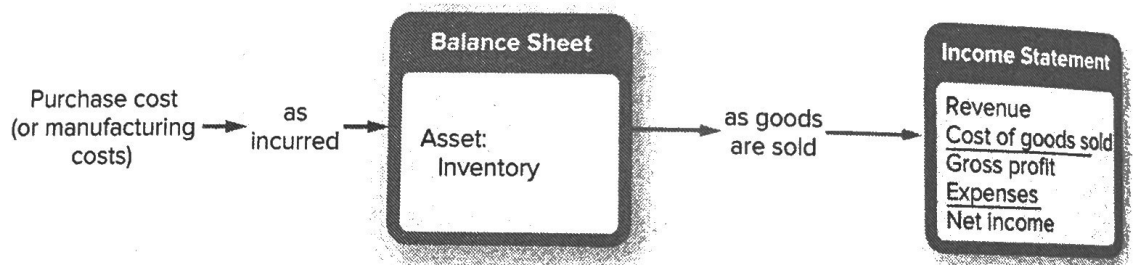 Purchase cost
(or manufacturing
costs)
as
incurred
Balance Sheet
Asset:
Inventory
as goods
are sold
Income Statement
Revenue
Cost of goods sold
Gross profit
Expenses
Net income